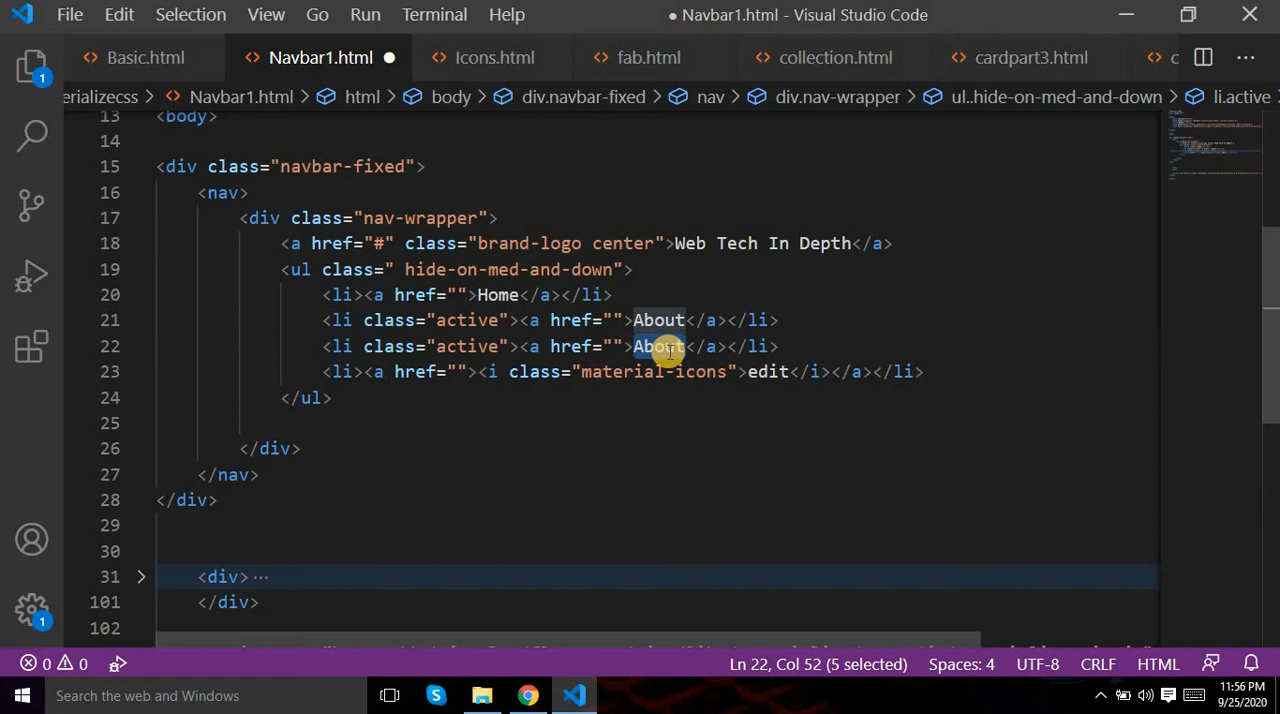 File Edit Selection View Go Run Terminal Help ● Navbar1.html - Visual Studio Code
1 Basic.html Navbar1.html ● Icons.html fab.html collection.html cardpart3.html c ...
erializecss > Navbar1.html > html > body > div.navbar-fixed > nav > div.nav-wrapper > ul..hide-on-med-and-down > li.active
13 <body>
14
15 <div class="navbar-fixed">
16 <nav>
17 <div class="nav-wrapper">
18 <a href="#" class="brand-logo center">Web Tech In Depth</a>
19 <ul class=" hide-on-med-and-down">
20 <li><a href="">Home</a></li>
21 <li class="active"><a href="">About</a></li>
22 <li class="active"><a href="">About</a></li>
23 <li><a href=""><i class="material-icons">edit</i></a></li>
24 </ul>
25
26 </div>
27 </nav>
28 </div>
29
30
31 > <div> ...
101 </div>
102
1
0 0 Ln 22, Col 52 (5 selected) Spaces: 4 UTF-8 CRLF HTML
Search the web and Windows
11:56 PM
9/25/2020